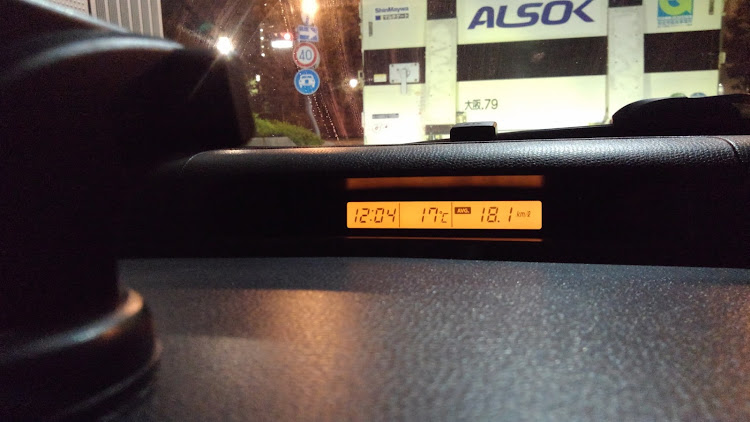 ShinMaywa
ALSOK
40
大阪.79
12:04 17℃ AVG. 18.1 km/ℓ